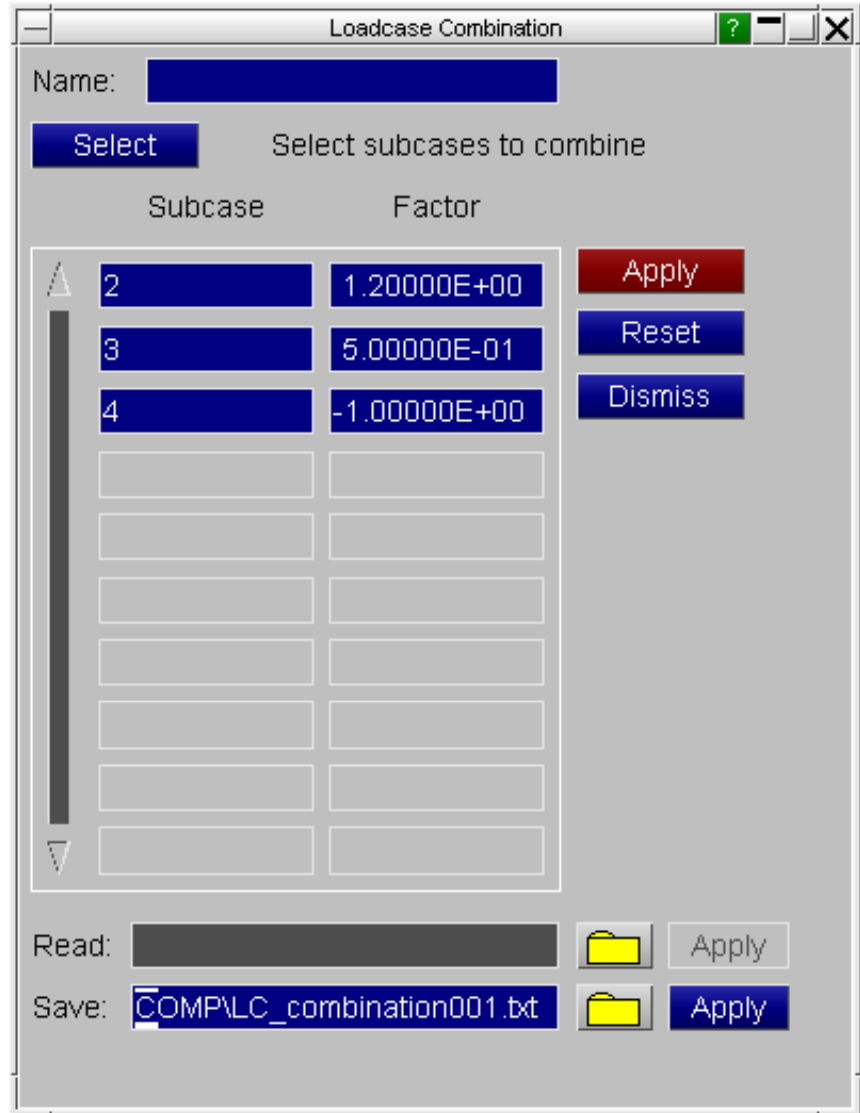 Loadcase Combination ?
Name:
Select Select subcases to combine
Subcase Factor
2 1.20000E+00 Apply
3 5.00000E-01 Reset
4 -1.00000E+00 Dismiss
Read: Apply
Save: COMP\LC_combination001.txt Apply